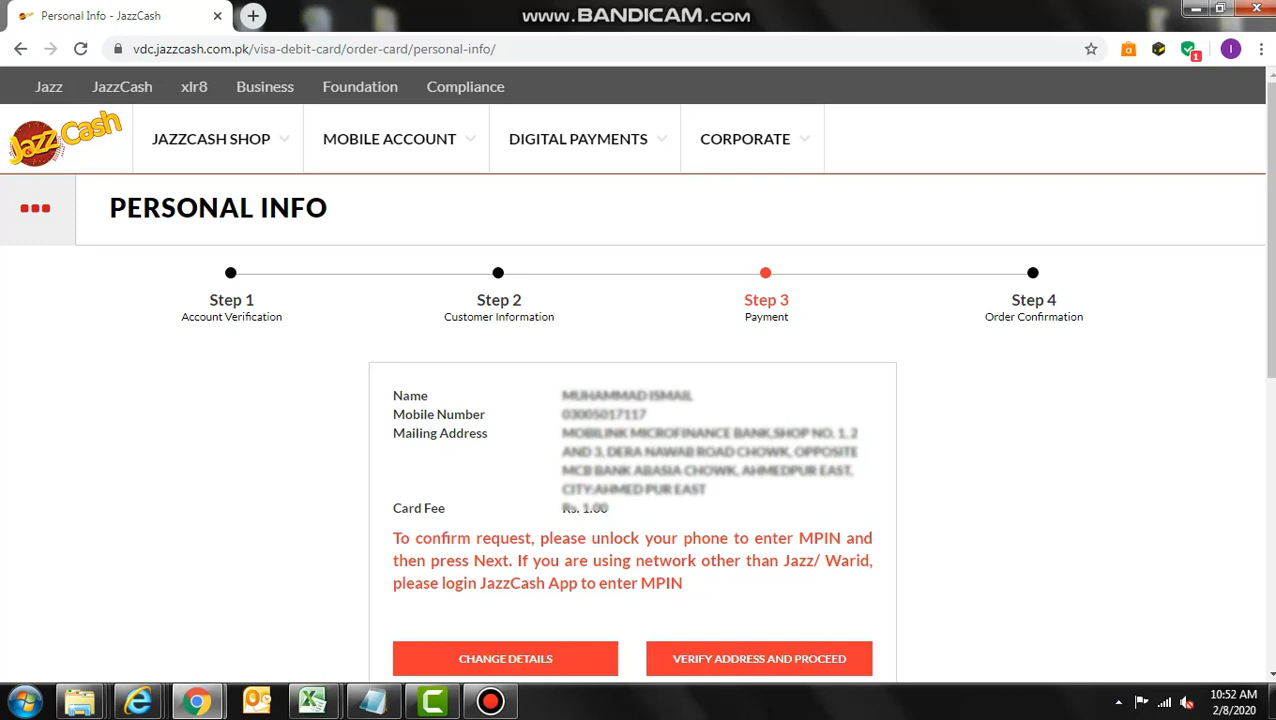 Personal Info - JazzCash
WWW.BANDICAM.COM
vdc.jazzcash.com.pk/visa-debit-card/order-card/personal-info/
1
I
Jazz JazzCash xlr8 Business Foundation Compliance
JazzCash
JAZZCASH SHOP MOBILE ACCOUNT DIGITAL PAYMENTS CORPORATE
PERSONAL INFO
Step 1 Step 2 Step 3 Step 4
Account Verification Customer Information Payment Order Confirmation
Name
Mobile Number
Mailing Address
Card Fee Rs. 1.00
To confirm request, please unlock your phone to enter MPIN and
then press Next. If you are using network other than Jazz/ Warid,
please login JazzCash App to enter MPIN
CHANGE DETAILS VERIFY ADDRESS AND PROCEED
10:52 AM
2/8/2020